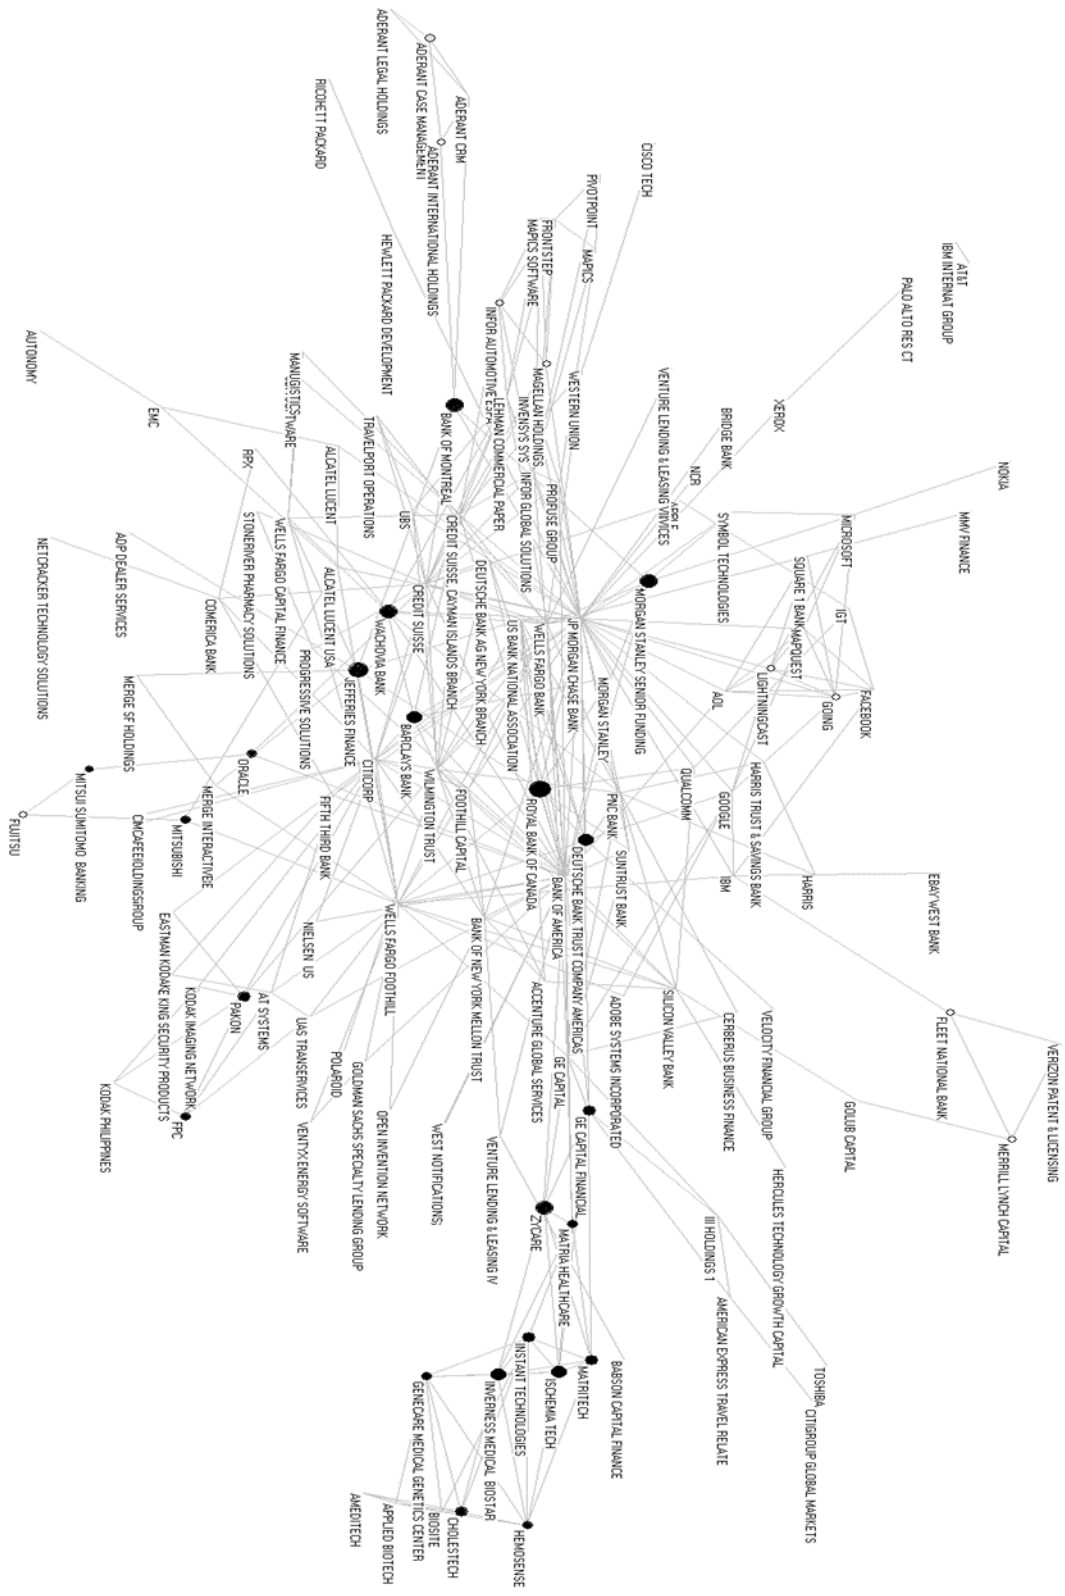 ADERANT LEGAL HOLDINGS
ADERANT CASE MANAGEMENT
ADERANT CRM
ADERANT INTERNATIONAL HOLDINGS
RICOHETT PACKARD
CISCO TECH
PIVOTPOINT
FRONTSTEP
MAPICS SOFTWARE
MAPICS
HEWLETT PACKARD DEVELOPMENT
AT&T
IBM INTERNAT GROUP
PALO ALTO RES CT
INFOR AUTOMOTIVE
MAGELLAN HOLDINGS
WESTERN UNION
AUTONOMY
EMC
MANUGISTICS
TRAVELPORT OPERATIONS
BANK OF MONTREAL
LEHMAN COMMERCIAL PAPER
INVENSYS SYS
INFOR GLOBAL SOLUTIONS
PROFUSE GROUP
VENTURE LENDING & LEASING
BRIDGE BANK
XEROX
NCR
APPLE
NOKIA
RPX
ALCATEL LUCENT
UBS
CREDIT SUISSE, CAYMAN ISLANDS BRANCH
SYMBOL TECHNOLOGIES
MICROSOFT
MMV FINANCE
NETCRACKER TECHNOLOGY SOLUTIONS
ADP DEALER SERVICES
STONERIVER PHARMACY SOLUTIONS
WELLS FARGO CAPITAL FINANCE
COMERICA BANK
ALCATEL LUCENT USA
CREDIT SUISSE
DEUTSCHE BANK AG NEW YORK BRANCH
MORGAN STANLEY SENIOR FUNDING
SQUARE 1 BANK
MAPQUEST
IGT
WACHOVIA BANK
US BANK NATIONAL ASSOCIATION
WELLS FARGO BANK
JP MORGAN CHASE BANK
PROGRESSIVE SOLUTIONS
JEFFERIES FINANCE
BARCLAYS BANK
MORGAN STANLEY
AOL
LIGHTNINGCAST
GOING
FACEBOOK
MERGE SF HOLDINGS
ORACLE
CITICORP
WILMINGTON TRUST
FOOTHILL CAPITAL
ROYAL BANK OF CANADA
PNC BANK
QUALCOMM
GOOGLE
HARRIS TRUST & SAVINGS BANK
MITSUI SUMITOMO BANKING
FUJITSU
MITSUBISHI
MERGE INTERACTIVE
FIFTH THIRD BANK
DEUTSCHE BANK TRUST COMPANY AMERICAS
SUNTRUST BANK
IBM
HARRIS
EBAY WEST BANK
EASTMAN KODAK
KING SECURITY PRODUCTS
NIELSEN US
WELLS FARGO FOOTHILL
BANK OF NEW YORK MELLON TRUST
BANK OF AMERICA
KODAK IMAGING NETWORK
PAKON
AT SYSTEMS
ACCENTURE GLOBAL SERVICES
ADOBE SYSTEMS INCORPORATED
SILICON VALLEY BANK
CERBERUS BUSINESS FINANCE
VELOCITY FINANCIAL GROUP
FLEET NATIONAL BANK
UAS TRANSERVICES
POLAROID
GOLDMAN SACHS SPECIALTY LENDING GROUP
GE CAPITAL
VERIZON PATENT & LICENSING
KODAK PHILIPPINES
FPC
VENTYX ENERGY SOFTWARE
OPEN INVENTION NETWORK
WEST NOTIFICATIONS;
VENTURE LENDING & LEASING IV
GE CAPITAL FINANCIAL
GOLUB CAPITAL
MERRILL LYNCH CAPITAL
HERCULES TECHNOLOGY GROWTH CAPITAL
ZYCARE
MATRIA HEALTHCARE
III HOLDINGS 1
AMERICAN EXPRESS TRAVEL RELATE
TOSHIBA
CITIGROUP GLOBAL MARKETS
INSTANT TECHNOLOGIES
ISCHEMIA TECH
MATRITECH
BABSON CAPITAL FINANCE
GENECARE MEDICAL GENETICS CENTER
INVERNESS MEDICAL
BIOSTAR
AMEDITECH
APPLIED BIOTECH
BIOSITE
CHOLESTECH
HEMOSENSE